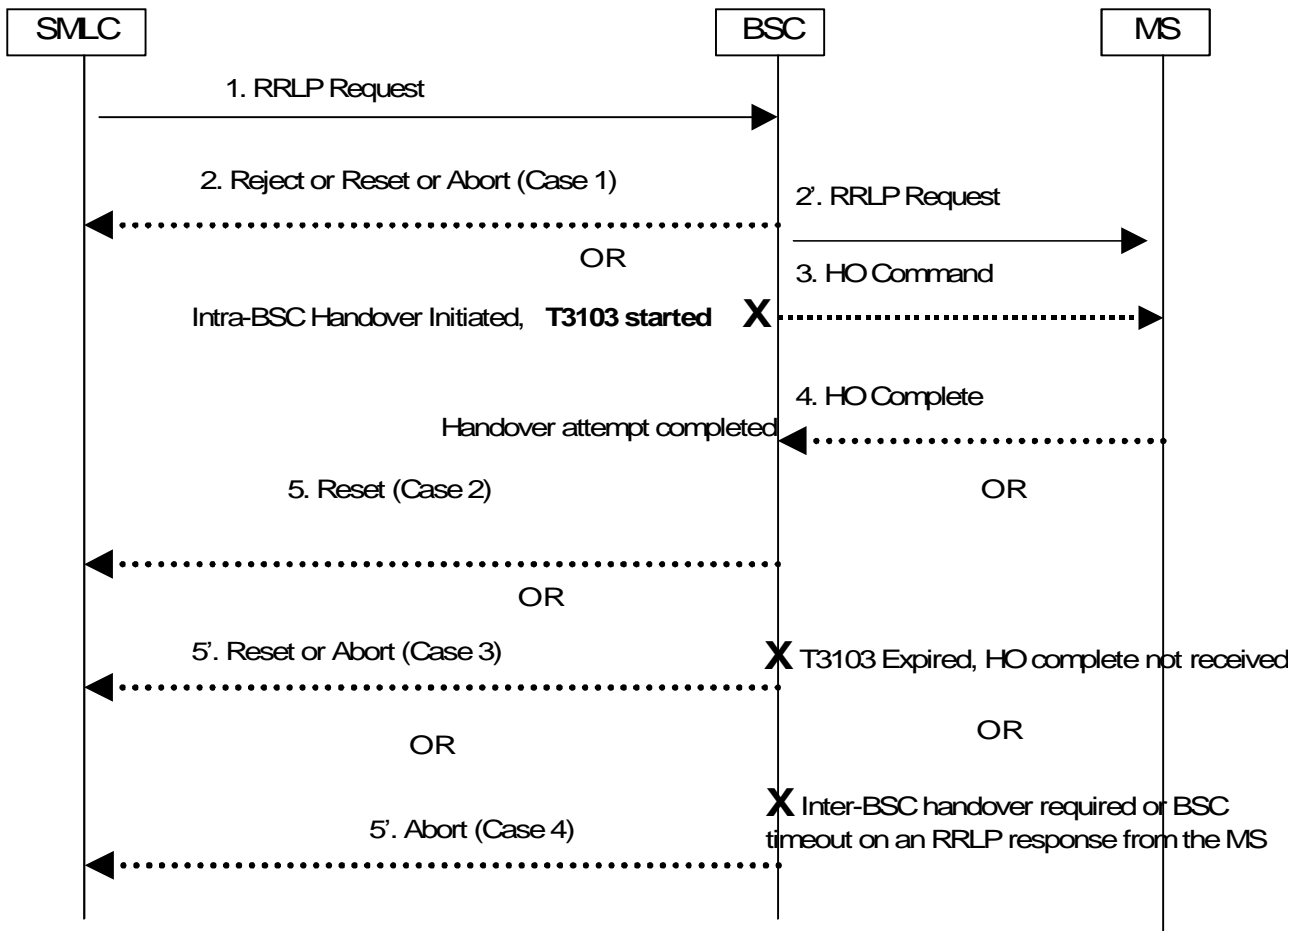 SMLC
BSC
MS
1. RRLP Request
2. Reject or Reset or Abort (Case 1)
2'. RRLP Request
OR
3. HO Command
Intra-BSC Handover Initiated, T3103 started X
4. HO Complete
Handover attempt completed
5. Reset (Case 2)
OR
OR
5'. Reset or Abort (Case 3)
X T3103 Expired, HO complete not received
OR
OR
X Inter-BSC handover required or BSC
timeout on an RRLP response from the MS
5'. Abort (Case 4)